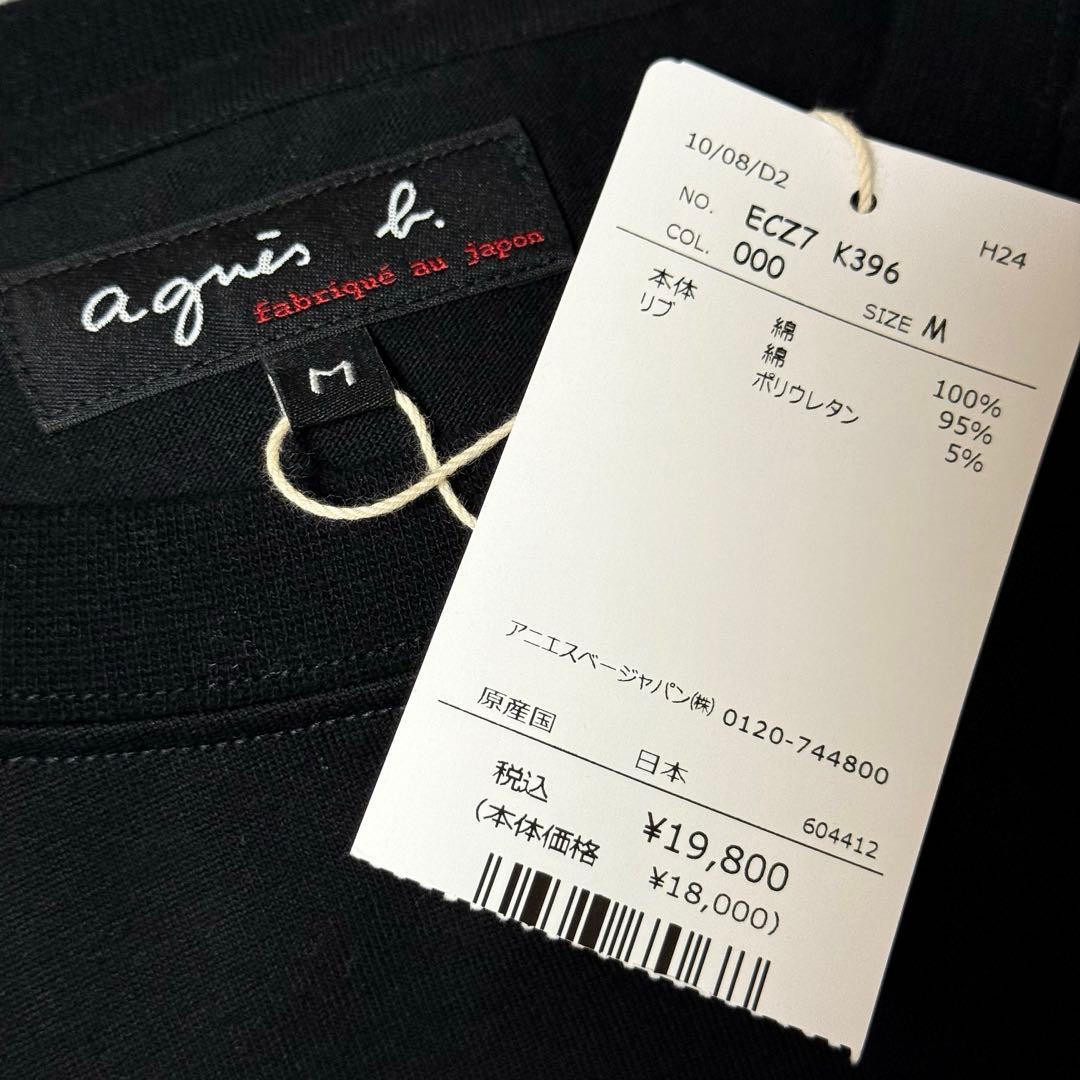 agnès b.
fabriqué au japon
M
10/08/D2
H24
NO. ECZ7 K396
COL. 000 SIZE M
本体 綿 100%
リブ 綿 95%
ポリウレタン 5%
アニエスベージャパン(株) 0120-744800
原産国 日本 604412
税込 ¥19,800
(本体価格 ¥18,000)